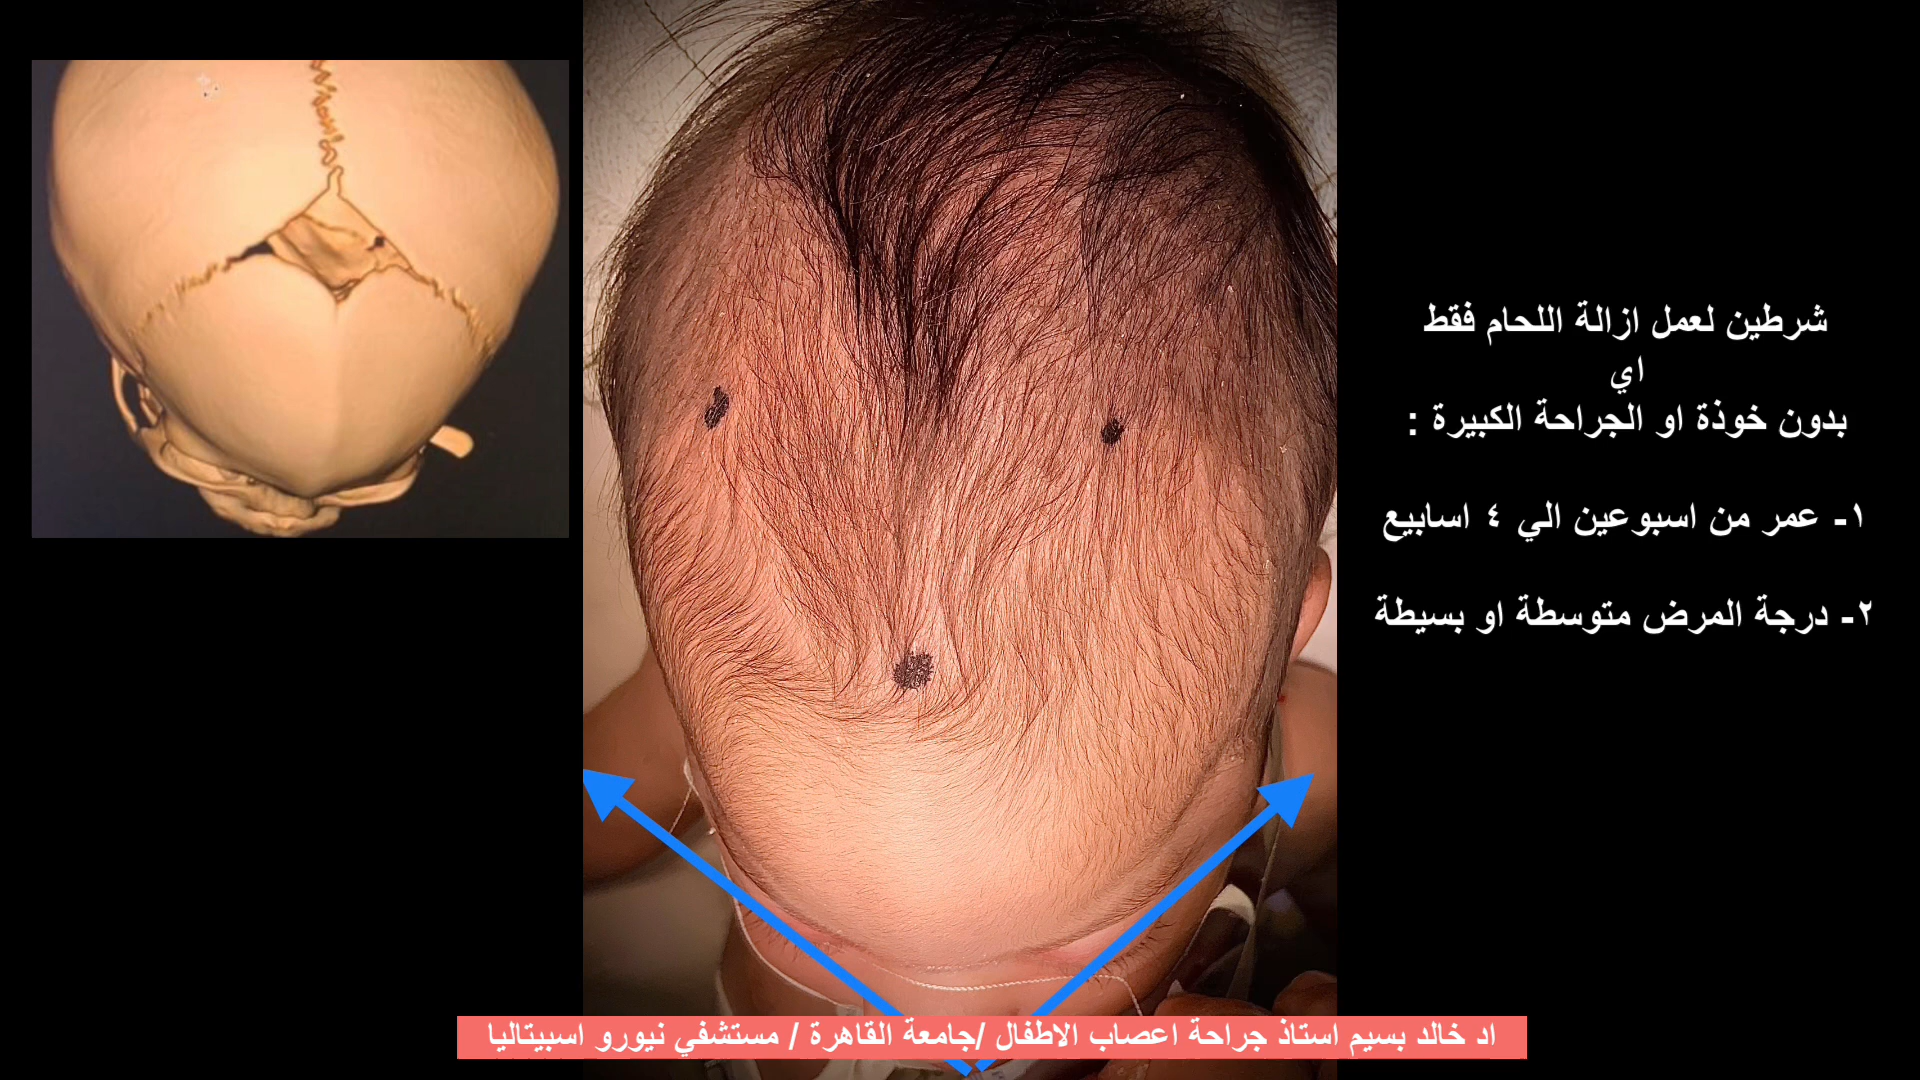 شرطين لعمل ازالة اللحام فقط
اي
بدون خوذة او الجراحة الكبيرة :
١- عمر من اسبوعين الي ٤ اسابيع
٢- درجة المرض متوسطة او بسيطة
اد خالد بسيم استاذ جراحة اعصاب الاطفال /جامعة القاهرة / مستشفي نيورو اسبيتاليا